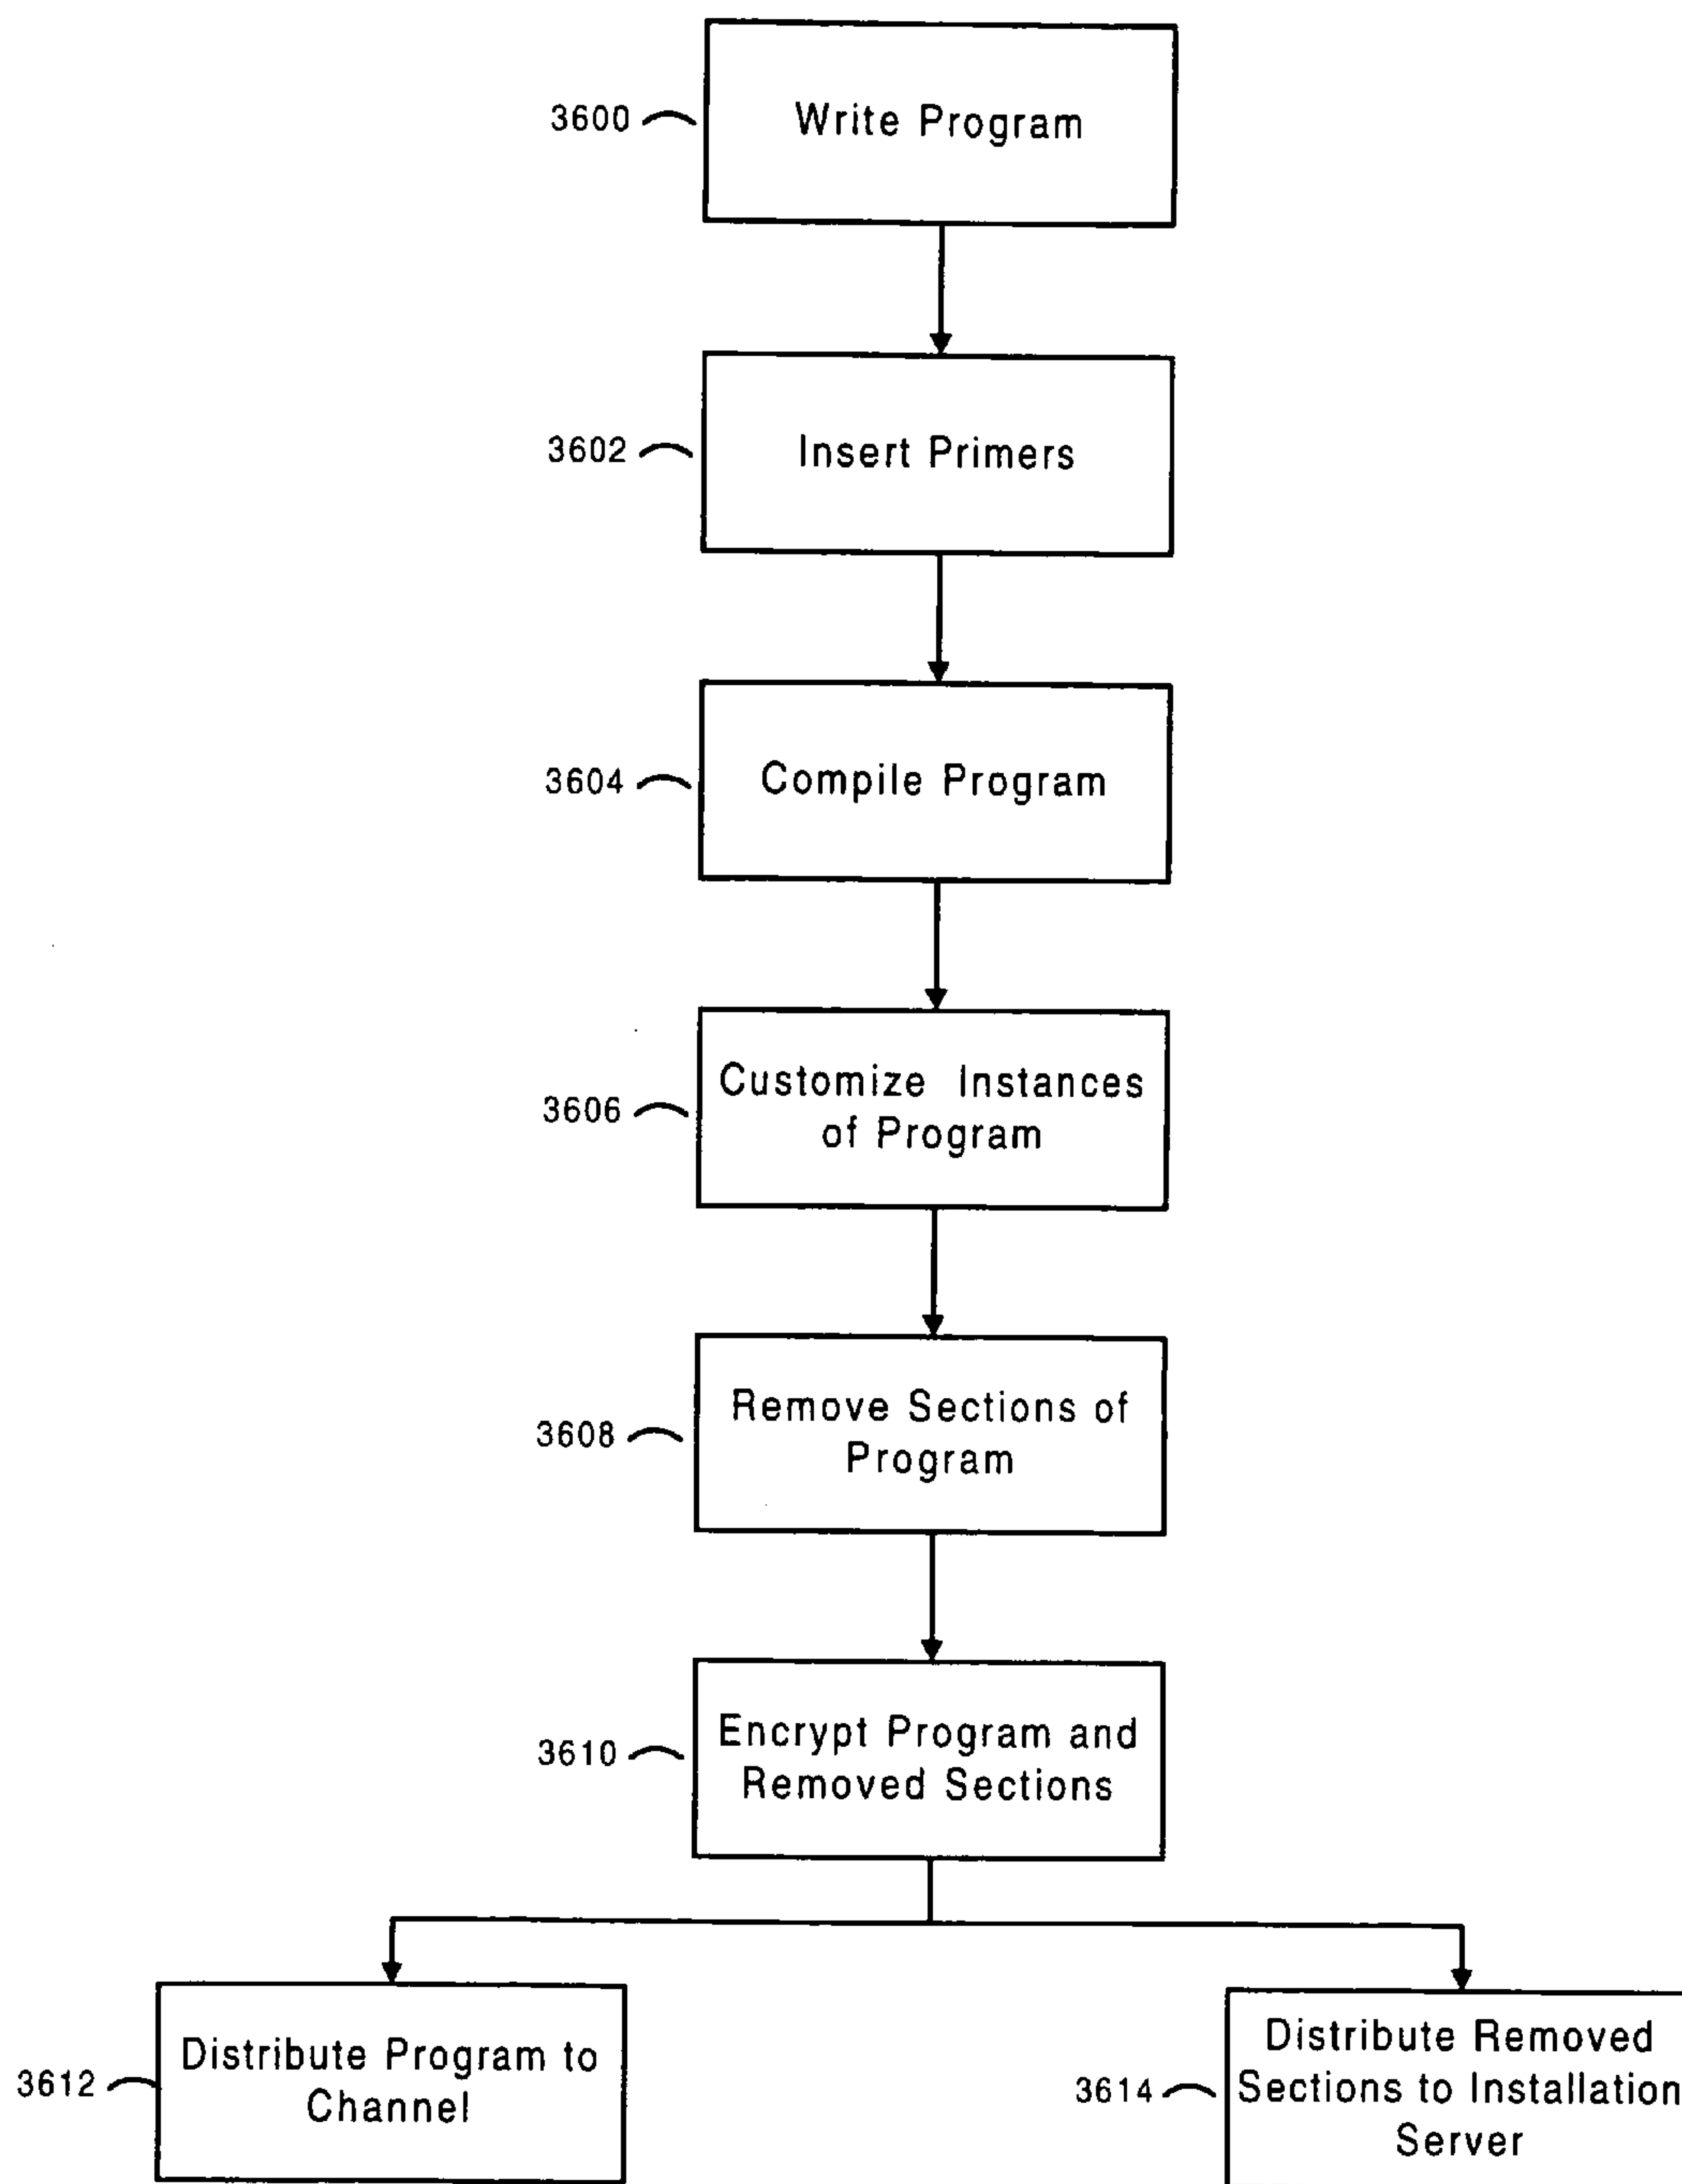 3600
Write Program
3602
Insert Primers
3604
Compile Program
3606
Customize Instances
of Program
3608
Remove Sections of
Program
3610
Encrypt Program and
Removed Sections
3612
Distribute Program to
Channel
3614
Distribute Removed
Sections to Installation
Server